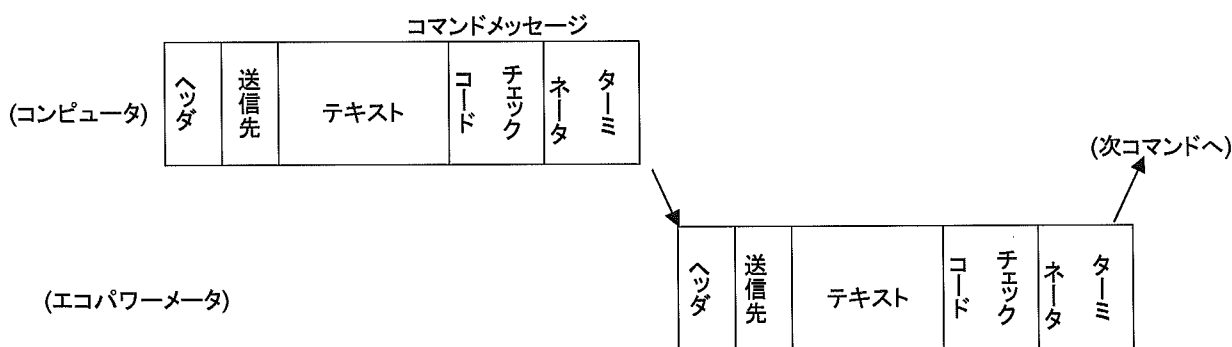 コマンドメッセージ
(コンピュータ)
ヘッダ
送信先
テキスト
チェック
コード
ターミ
ネータ
(次コマンドへ)
(エコパワーメータ)
ヘッダ
送信先
テキスト
チェック
コード
ターミ
ネータ